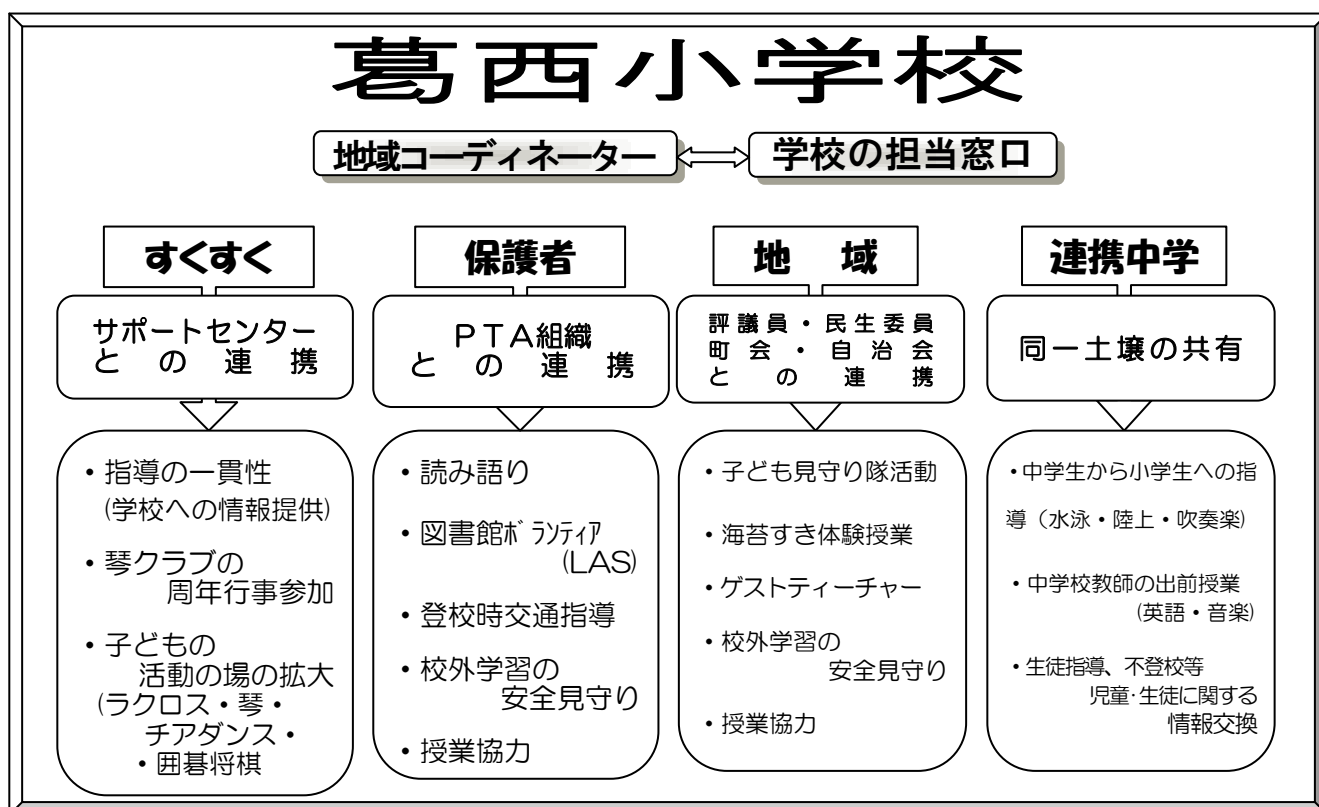 葛西小学校
地域コーディネーター
学校の担当窓口
すくすく
サポートセンター
との連携
・指導の一貫性
(学校への情報提供)
・琴クラブの
周年行事参加
・子どもの
活動の場の拡大
(ラクロス・琴・
チアダンス・
・囲碁将棋
保護者
ＰＴＡ組織
との連携
・読み語り
・図書館ﾎﾞﾗﾝﾃｨｱ
(LAS)
・登校時交通指導
・校外学習の
安全見守り
・授業協力
地域
評議員・民生委員
町会・自治会
との連携
・子ども見守り隊活動
・海苔すき体験授業
・ゲストティーチャー
・校外学習の
安全見守り
・授業協力
連携中学
同一土壌の共有
・中学生から小学生への指
導（水泳・陸上・吹奏楽)
・中学校教師の出前授業
(英語・音楽)
・生徒指導、不登校等
児童･生徒に関する
情報交換